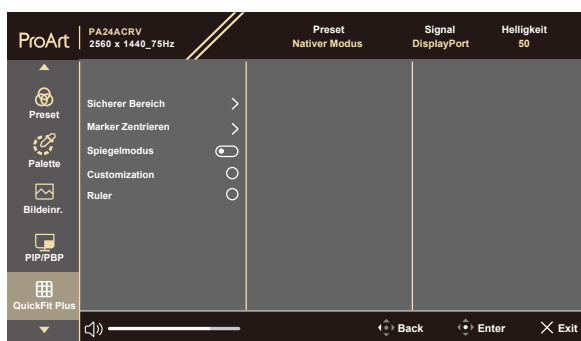 ProArt
PA24ACRV
2560 x 1440_75Hz
Preset
Nativer Modus
Signal
DisplayPort
Helligkeit
50
Preset
Palette
Bildeinr.
PIP/PBP
QuickFit Plus
Sicherer Bereich
Marker Zentrieren
Spiegelmodus
Customization
Ruler
Back
Enter
Exit